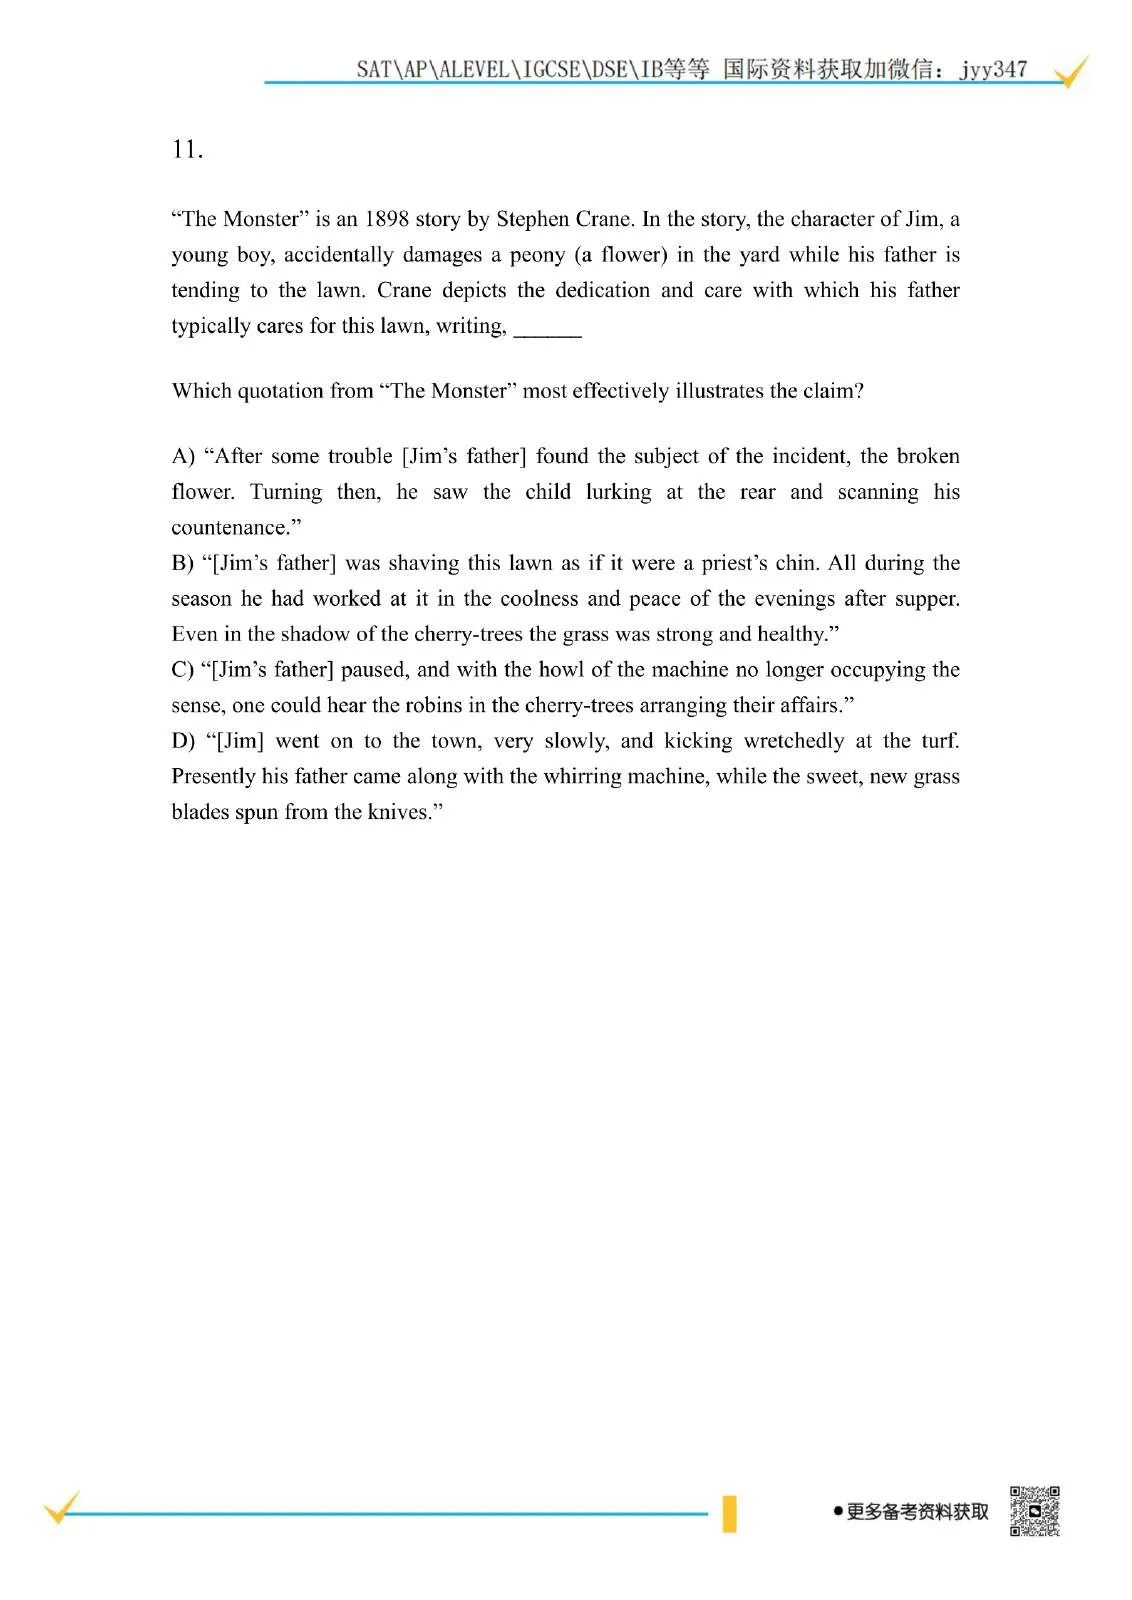 SAT\AP\ALEVEL\IGCSE\DSE\IB等等 国际资料获取加微信：jyy347
11.
“The Monster” is an 1898 story by Stephen Crane. In the story, the character of Jim, a
young boy, accidentally damages a peony (a flower) in the yard while his father is
tending to the lawn. Crane depicts the dedication and care with which his father
typically cares for this lawn, writing, ______
Which quotation from “The Monster” most effectively illustrates the claim?
A) “After some trouble [Jim’s father] found the subject of the incident, the broken
flower. Turning then, he saw the child lurking at the rear and scanning his
countenance.”
B) “[Jim’s father] was shaving this lawn as if it were a priest’s chin. All during the
season he had worked at it in the coolness and peace of the evenings after supper.
Even in the shadow of the cherry-trees the grass was strong and healthy.”
C) “[Jim’s father] paused, and with the howl of the machine no longer occupying the
sense, one could hear the robins in the cherry-trees arranging their affairs.”
D) “[Jim] went on to the town, very slowly, and kicking wretchedly at the turf.
Presently his father came along with the whirring machine, while the sweet, new grass
blades spun from the knives.”
●更多备考资料获取